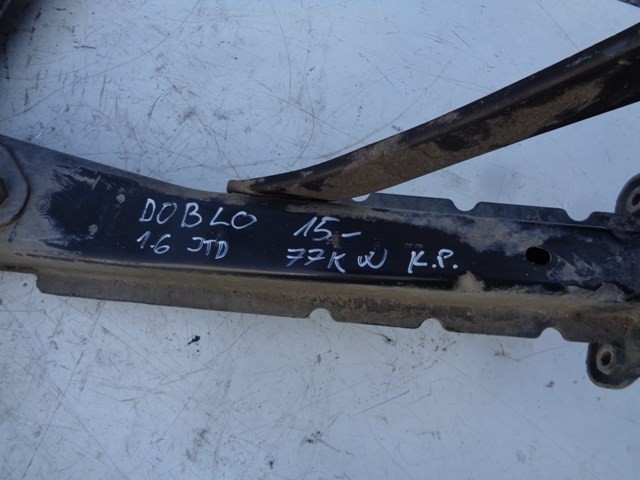 DOBLO 15-
1.6 JTD 77KW K.P.